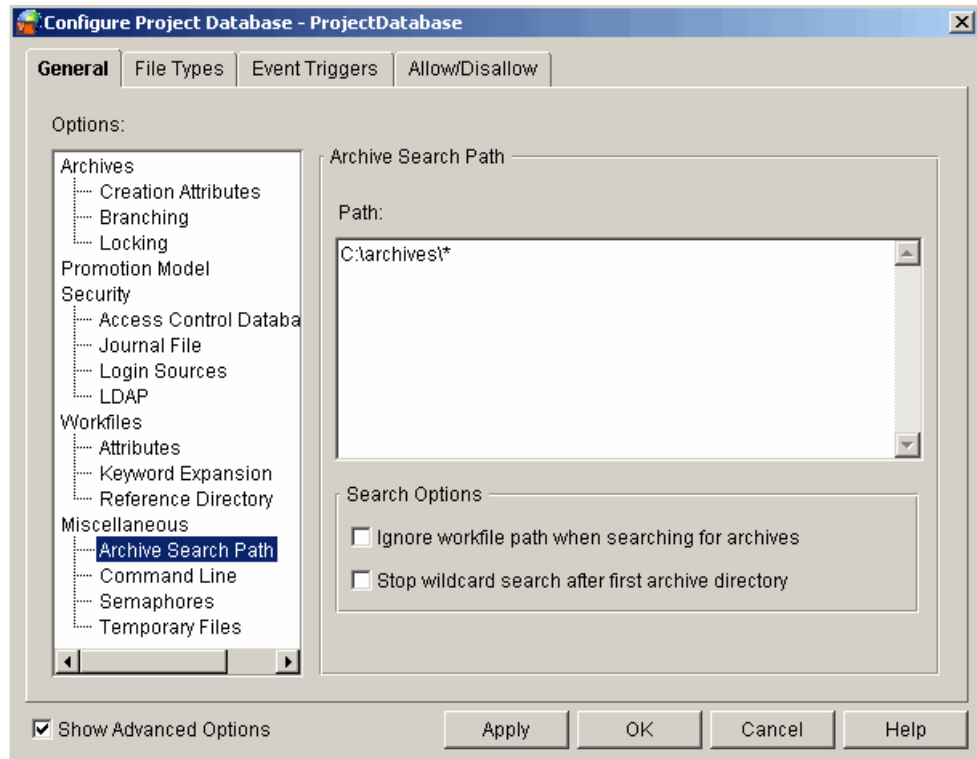 Configure Project Database - ProjectDatabase
General
File Types
Event Triggers
Allow/Disallow
Options:
Archives
Creation Attributes
Branching
Locking
Promotion Model
Security
Access Control Databa
Journal File
Login Sources
LDAP
Workfiles
Attributes
Keyword Expansion
Reference Directory
Miscellaneous
Archive Search Path
Command Line
Semaphores
Temporary Files
Archive Search Path
Path:
C:\archives\*
Search Options
Ignore workfile path when searching for archives
Stop wildcard search after first archive directory
Show Advanced Options
Apply
OK
Cancel
Help